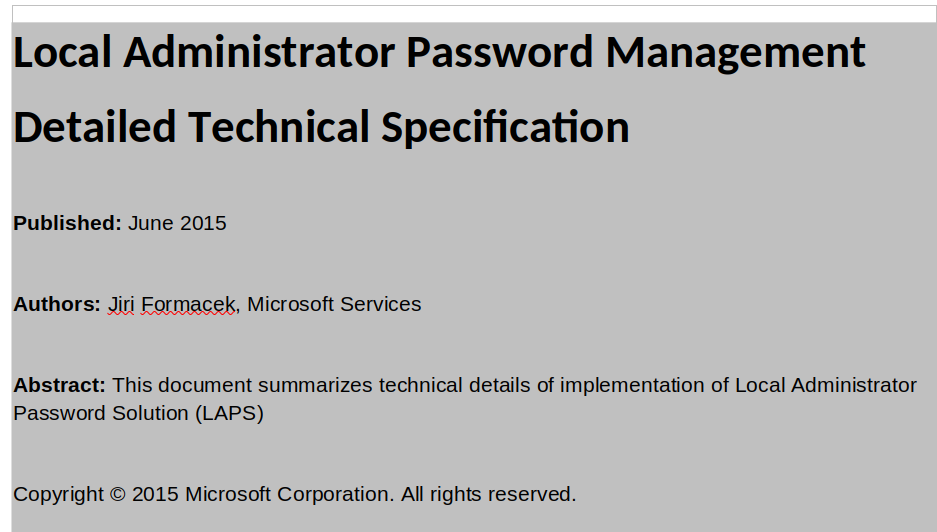 Local Administrator Password Management
Detailed Technical Specification
Published: June 2015
Authors: Jiri Formacek, Microsoft Services
Abstract: This document summarizes technical details of implementation of Local Administrator
Password Solution (LAPS)
Copyright © 2015 Microsoft Corporation. All rights reserved.